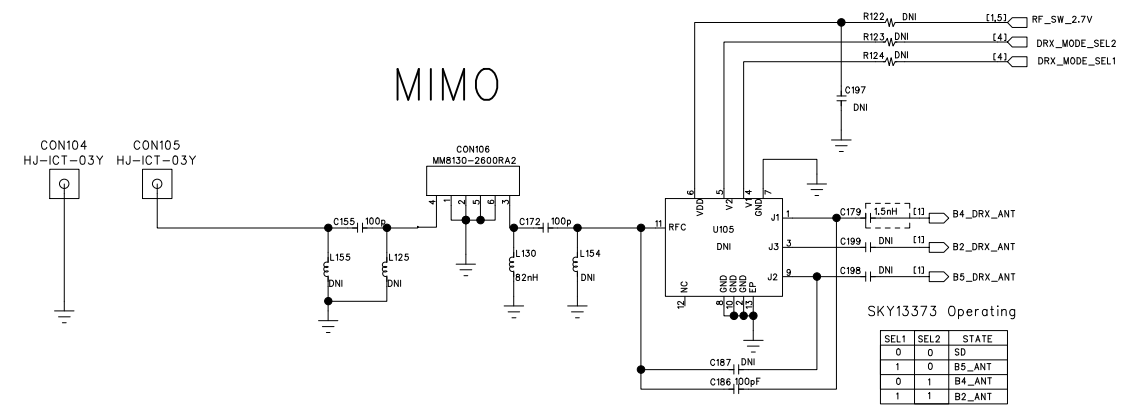 R122 DNI [1,5] RF_SW_2.7V
R123 DNI [4] DRX_MODE_SEL2
R124 DNI [4] DRX_MODE_SEL1
MIMO
C197
DNI
CON104
HJ-ICT-03Y
CON105
HJ-ICT-03Y
CON106
MM8130-2600RA2
4 1 2 5 6 3
6 5 4 7
VDD V2 V1 GND
C155 100p
C172 100p
11 RFC
U105
DNI
J1 1
J3 3
J2 9
C179 1.5nH [1] B4_DRX_ANT
C199 DNI [1] B2_DRX_ANT
C198 DNI [1] B5_DRX_ANT
L155
DNI
L125
DNI
L130
82nH
L154
DNI
NC GND GND GND EP
12 8 10 2 13
SKY13373 Operating
SEL1 SEL2 STATE
0 0 SD
1 0 B5_ANT
0 1 B4_ANT
1 1 B2_ANT
C187 DNI
C186 100pF